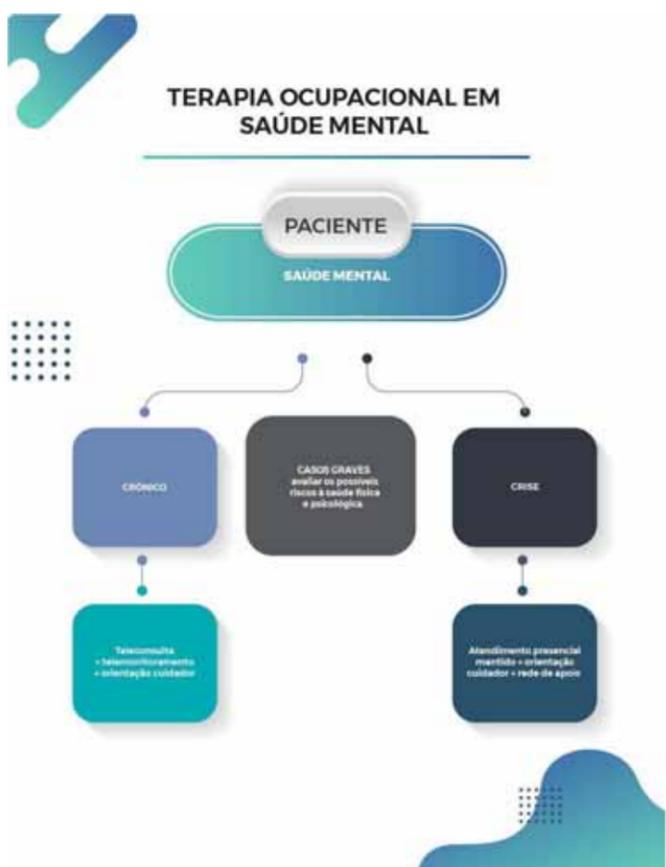 TERAPIA OCUPACIONAL EM
SAÚDE MENTAL
PACIENTE
SAÚDE MENTAL
CRÔNICO
CASOS GRAVES
avaliar os possíveis
riscos à saúde física
e psicológica
CRISE
Teleconsulta
+ telemonitoramento
+ orientação cuidador
Atendimento presencial
mantido + orientação
cuidador + rede de apoio